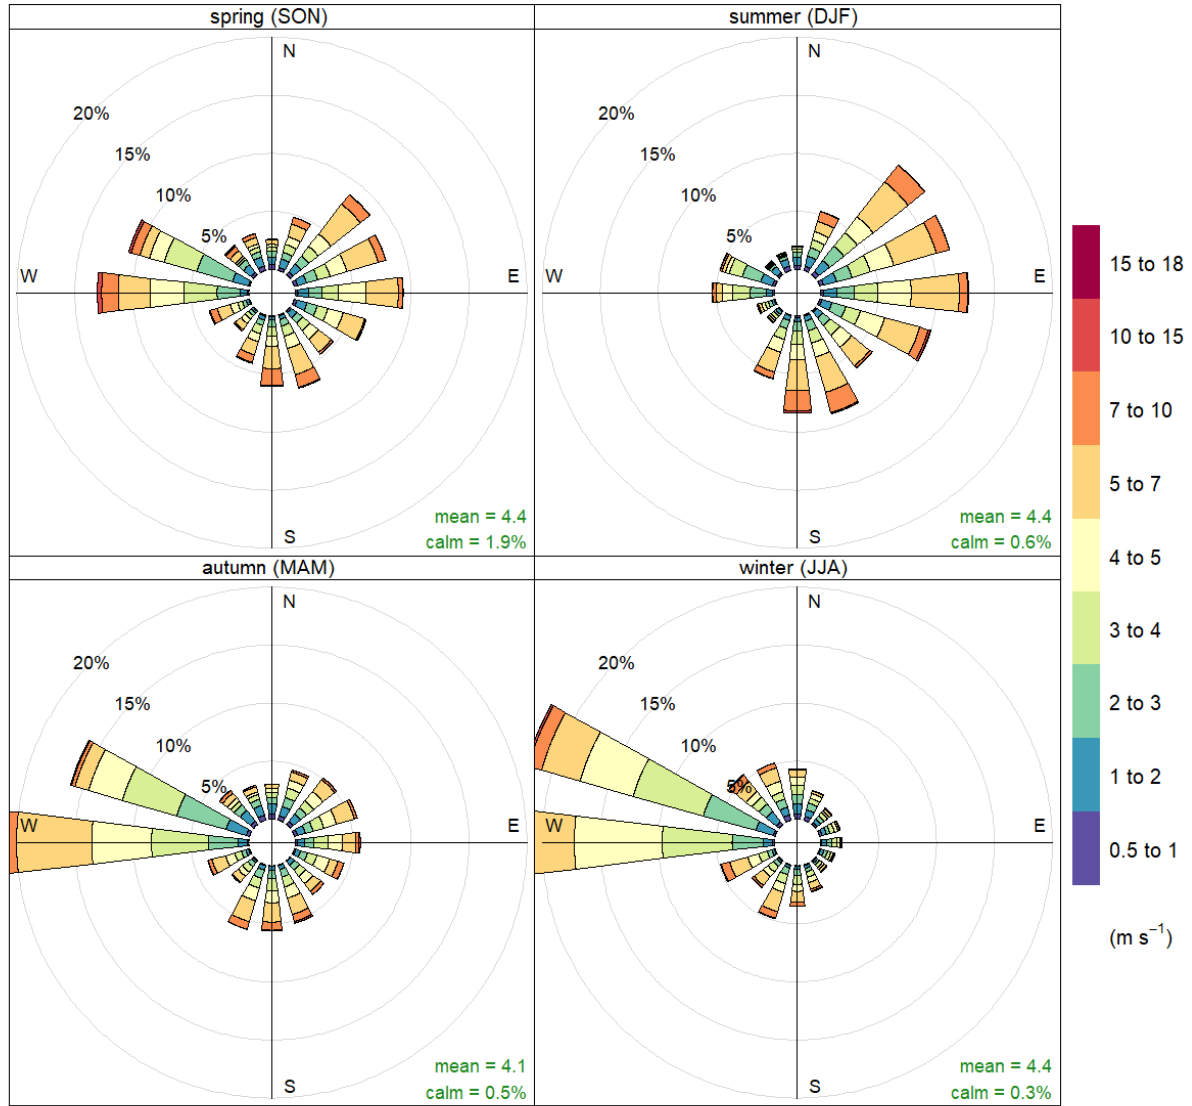 spring (SON)
summer (DJF)
N
20%
15%
10%
5%
W
E
S
mean = 4.4
calm = 1.9%
N
20%
15%
10%
5%
W
E
S
mean = 4.4
calm = 0.6%
autumn (MAM)
winter (JJA)
N
20%
15%
10%
5%
W
E
S
mean = 4.1
calm = 0.5%
N
20%
15%
10%
5%
W
E
S
mean = 4.4
calm = 0.3%
15 to 18
10 to 15
7 to 10
5 to 7
4 to 5
3 to 4
2 to 3
1 to 2
0.5 to 1
(m s⁻¹)